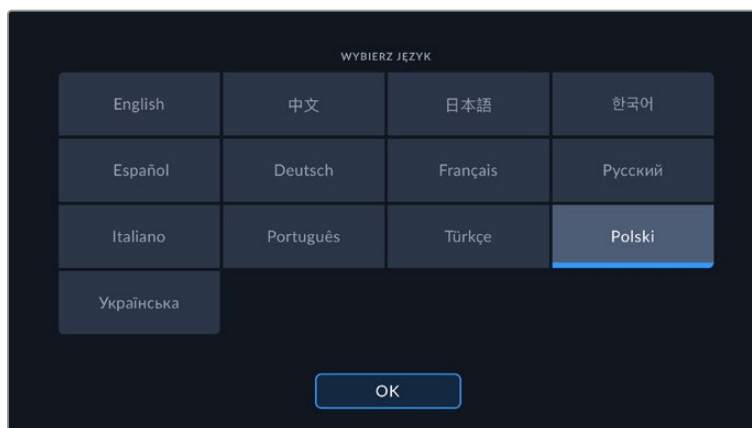 WYBIERZ JĘZYK
English 中文 日本語 한국어
Español Deutsch Français Русский
Italiano Português Türkçe Polski
Українська
OK